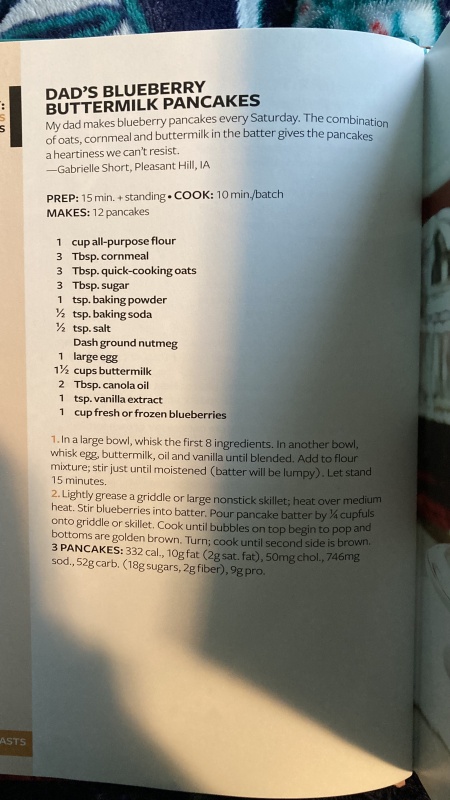 DAD'S BLUEBERRY
BUTTERMILK PANCAKES
My dad makes blueberry pancakes every Saturday. The combination
of oats, cornmeal and buttermilk in the batter gives the pancakes
a heartiness we can't resist.
—Gabrielle Short, Pleasant Hill, IA
PREP: 15 min. + standing • COOK: 10 min./batch
MAKES: 12 pancakes
1 cup all-purpose flour
3 Tbsp. cornmeal
3 Tbsp. quick-cooking oats
3 Tbsp. sugar
1 tsp. baking powder
½ tsp. baking soda
½ tsp. salt
Dash ground nutmeg
1 large egg
1½ cups buttermilk
2 Tbsp. canola oil
1 tsp. vanilla extract
1 cup fresh or frozen blueberries
1. In a large bowl, whisk the first 8 ingredients. In another bowl,
whisk egg, buttermilk, oil and vanilla until blended. Add to flour
mixture; stir just until moistened (batter will be lumpy). Let stand
15 minutes.
2. Lightly grease a griddle or large nonstick skillet; heat over medium
heat. Stir blueberries into batter. Pour pancake batter by ¼ cupfuls
onto griddle or skillet. Cook until bubbles on top begin to pop and
bottoms are golden brown. Turn; cook until second side is brown.
3 PANCAKES: 332 cal., 10g fat (2g sat. fat), 50mg chol., 746mg
sod., 52g carb. (18g sugars, 2g fiber), 9g pro.
ASTS